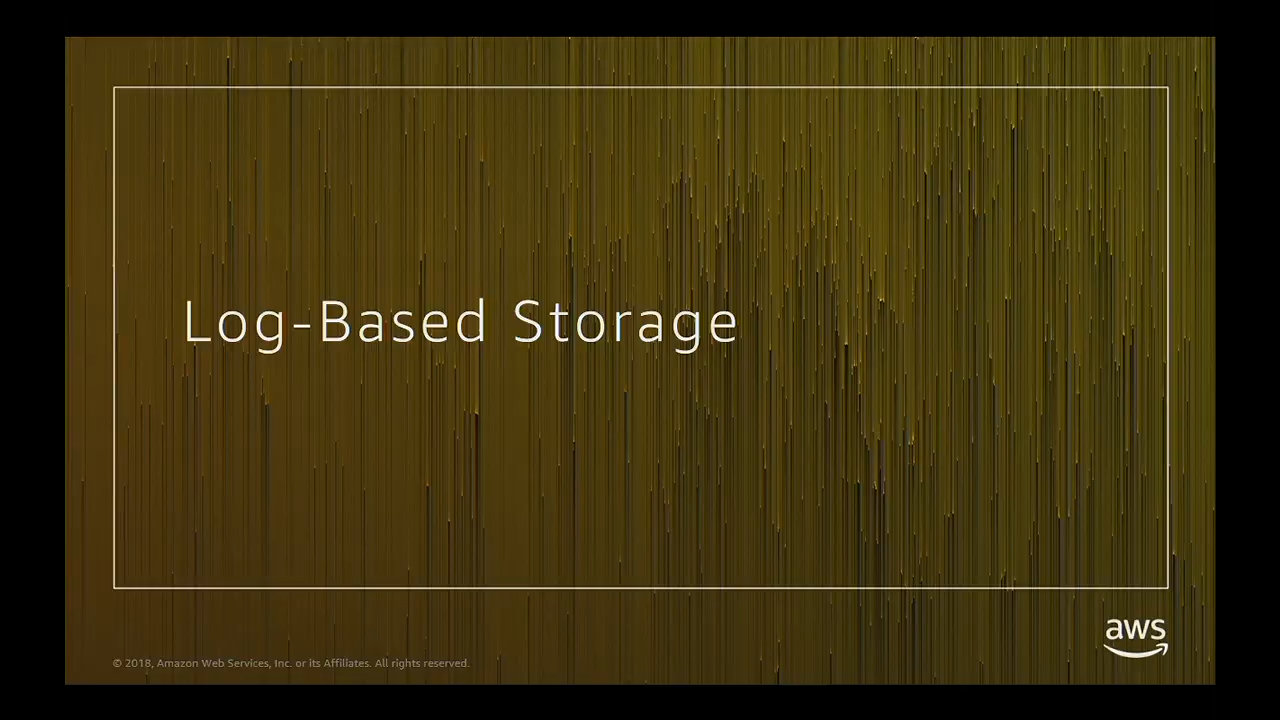 Log-Based Storage
aws
© 2018, Amazon Web Services, Inc. or its Affiliates. All rights reserved.